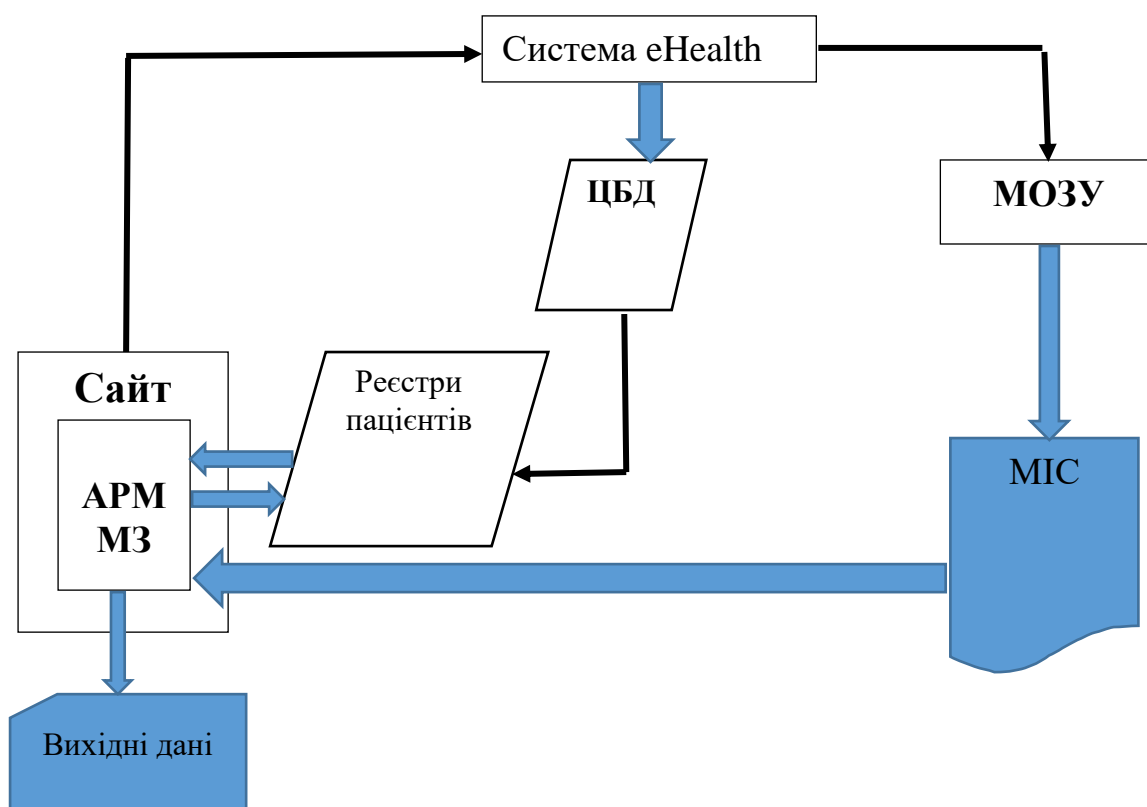 Система eHealth
ЦБД
МОЗУ
Сайт
Реєстри
пацієнтів
АРМ
МЗ
МІС
Вихідні дані